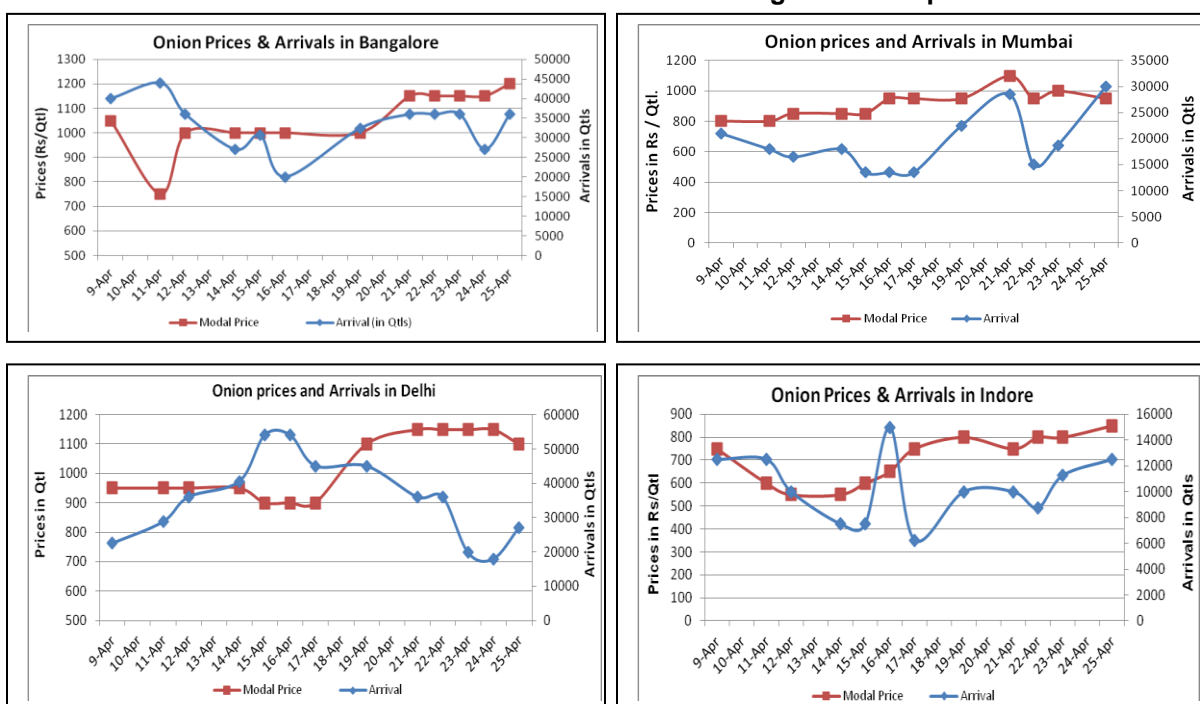 Onion Prices & Arrivals in Bangalore
Prices (Rs/Qtl)
1300
1200
1100
1000
900
800
700
600
500
50000
45000
40000
35000
30000
25000
20000
15000
10000
5000
0
Arrivals in Qtls
9-Apr
10-Apr
11-Apr
12-Apr
13-Apr
14-Apr
15-Apr
16-Apr
17-Apr
18-Apr
19-Apr
20-Apr
21-Apr
22-Apr
23-Apr
24-Apr
25-Apr
Modal Price Arrival (in Qtls)
Onion prices and Arrivals in Mumbai
Prices in Rs / Qtl.
1200
1000
800
600
400
200
0
35000
30000
25000
20000
15000
10000
5000
0
Arrivals in Qtls
9-Apr
10-Apr
11-Apr
12-Apr
13-Apr
14-Apr
15-Apr
16-Apr
17-Apr
18-Apr
19-Apr
20-Apr
21-Apr
22-Apr
23-Apr
24-Apr
25-Apr
Modal Price Arrival
Onion prices and Arrivals in Delhi
Prices in Qtl
1200
1100
1000
900
800
700
600
500
60000
50000
40000
30000
20000
10000
0
Arrivals in Qtls
9-Apr
10-Apr
11-Apr
12-Apr
13-Apr
14-Apr
15-Apr
16-Apr
17-Apr
18-Apr
19-Apr
20-Apr
21-Apr
22-Apr
23-Apr
24-Apr
25-Apr
Modal Price Arrival
Onion Prices & Arrivals in Indore
Prices in Rs/Qtl
900
800
700
600
500
400
300
200
100
0
16000
14000
12000
10000
8000
6000
4000
2000
0
Arrivals in Qtls
9-Apr
10-Apr
11-Apr
12-Apr
13-Apr
14-Apr
15-Apr
16-Apr
17-Apr
18-Apr
19-Apr
20-Apr
21-Apr
22-Apr
23-Apr
24-Apr
25-Apr
Modal Price Arrival